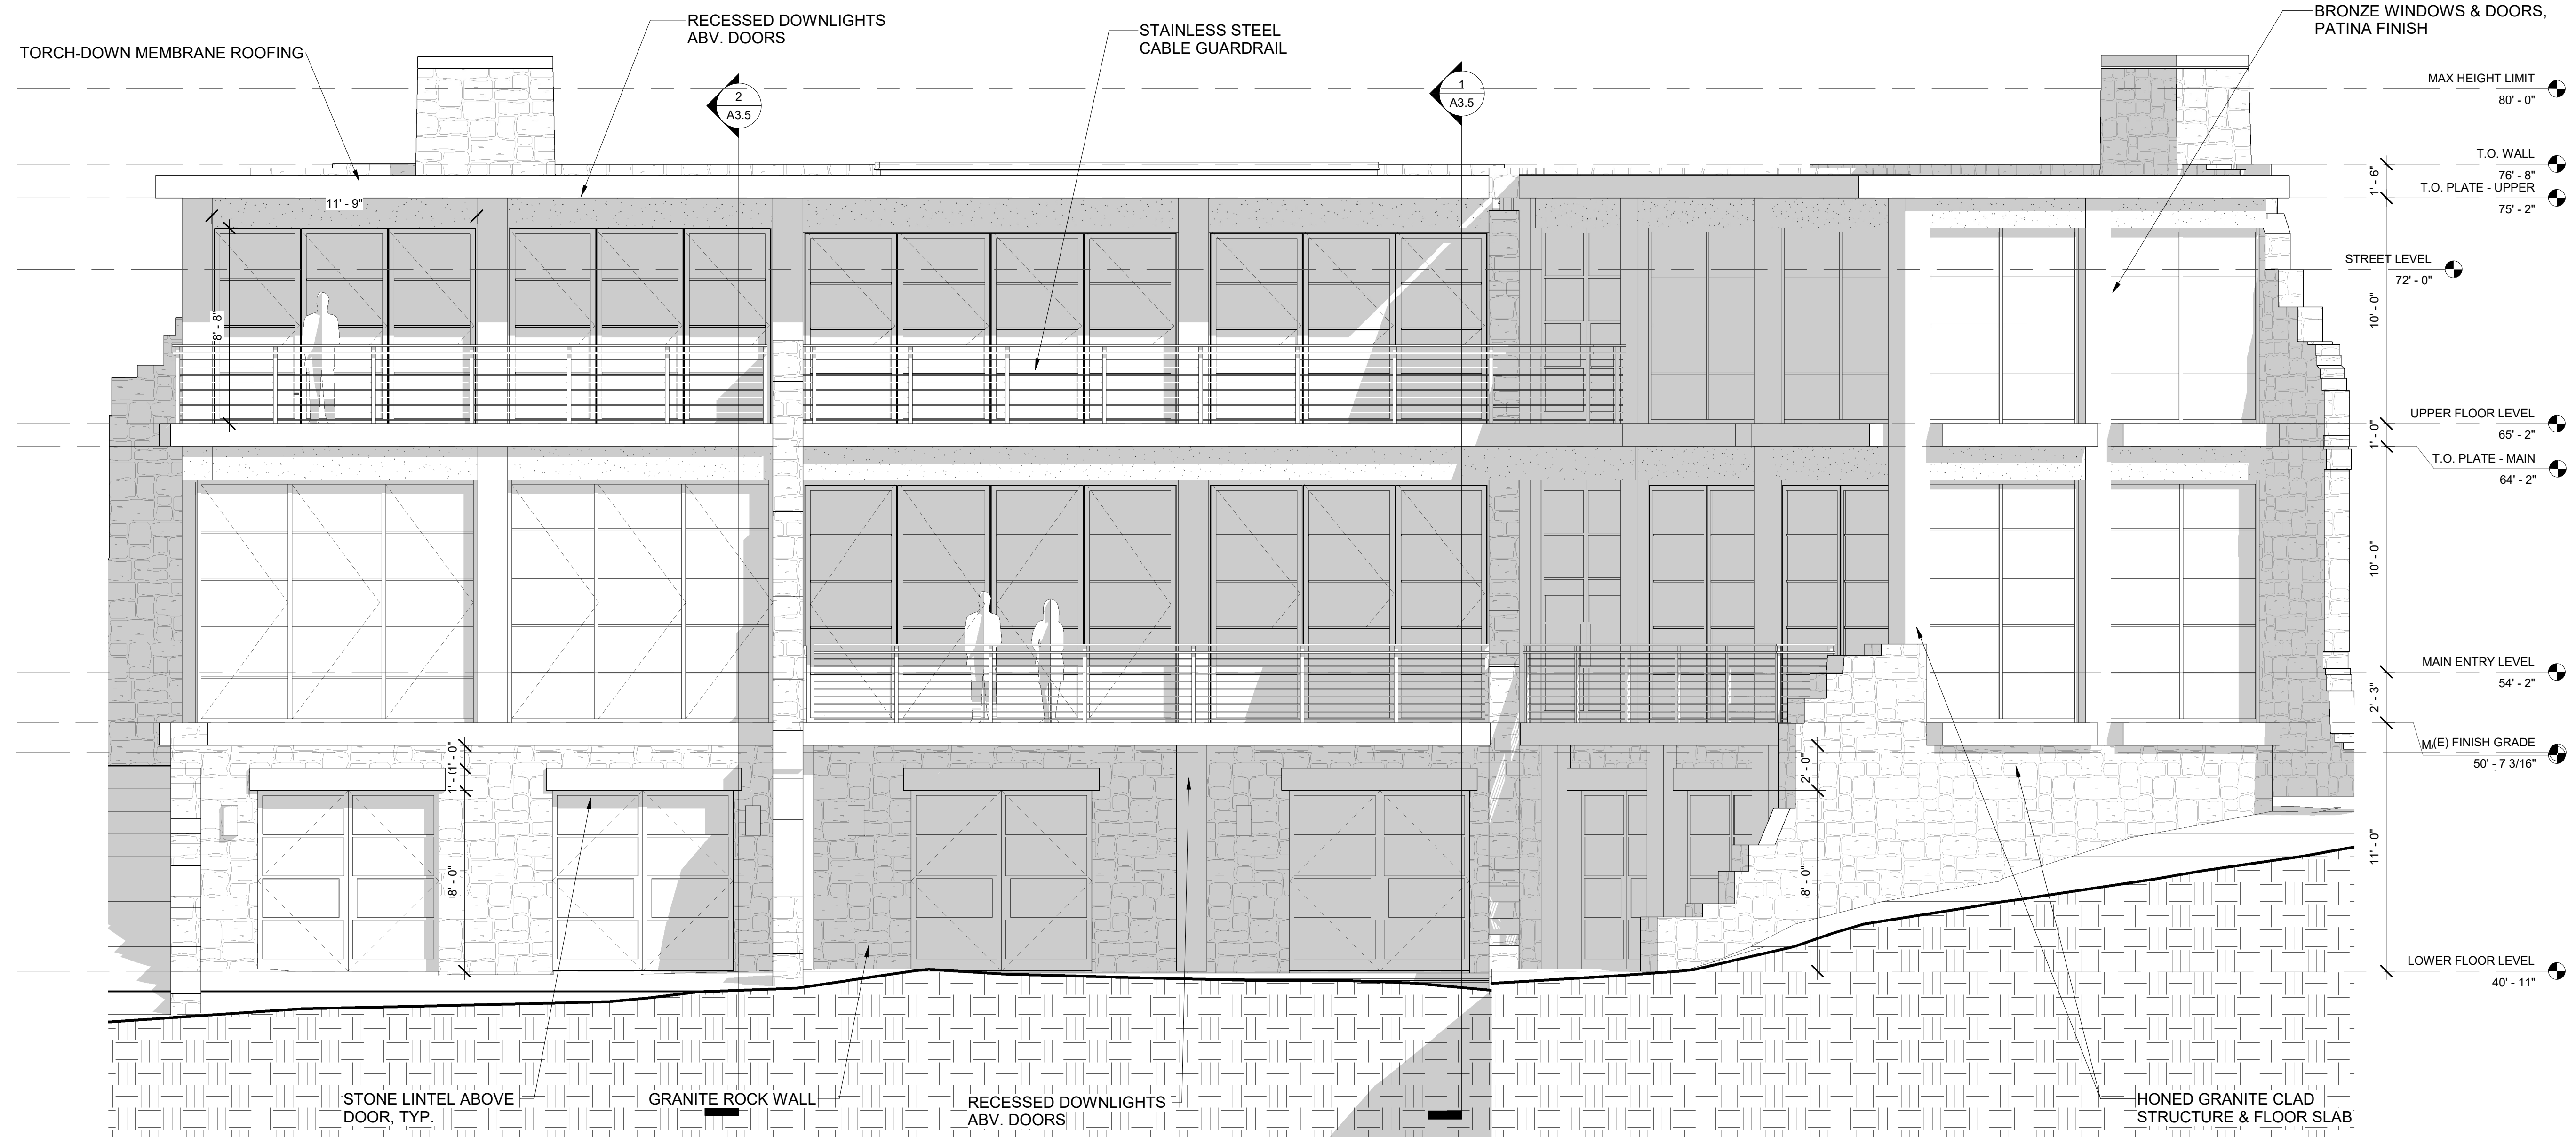 TORCH-DOWN MEMBRANE ROOFING
RECESSED DOWNLIGHTS
ABV. DOORS
STAINLESS STEEL
CABLE GUARDRAIL
BRONZE WINDOWS & DOORS,
PATINA FINISH
2
A3.5
1
A3.5
MAX HEIGHT LIMIT
80' - 0"
T.O. WALL
76' - 8"
1' - 6"
T.O. PLATE - UPPER
75' - 2"
11' - 9"
8' - 8"
STREET LEVEL
72' - 0"
10' - 0"
UPPER FLOOR LEVEL
65' - 2"
1' - 0"
T.O. PLATE - MAIN
64' - 2"
10' - 0"
MAIN ENTRY LEVEL
54' - 2"
2' - 3"
(E) FINISH GRADE
50' - 7 3/16"
1' - 0"
1' - 0"
8' - 0"
2' - 0"
8' - 0"
11' - 0"
LOWER FLOOR LEVEL
40' - 11"
STONE LINTEL ABOVE
DOOR, TYP.
GRANITE ROCK WALL
RECESSED DOWNLIGHTS
ABV. DOORS
HONED GRANITE CLAD
STRUCTURE & FLOOR SLAB